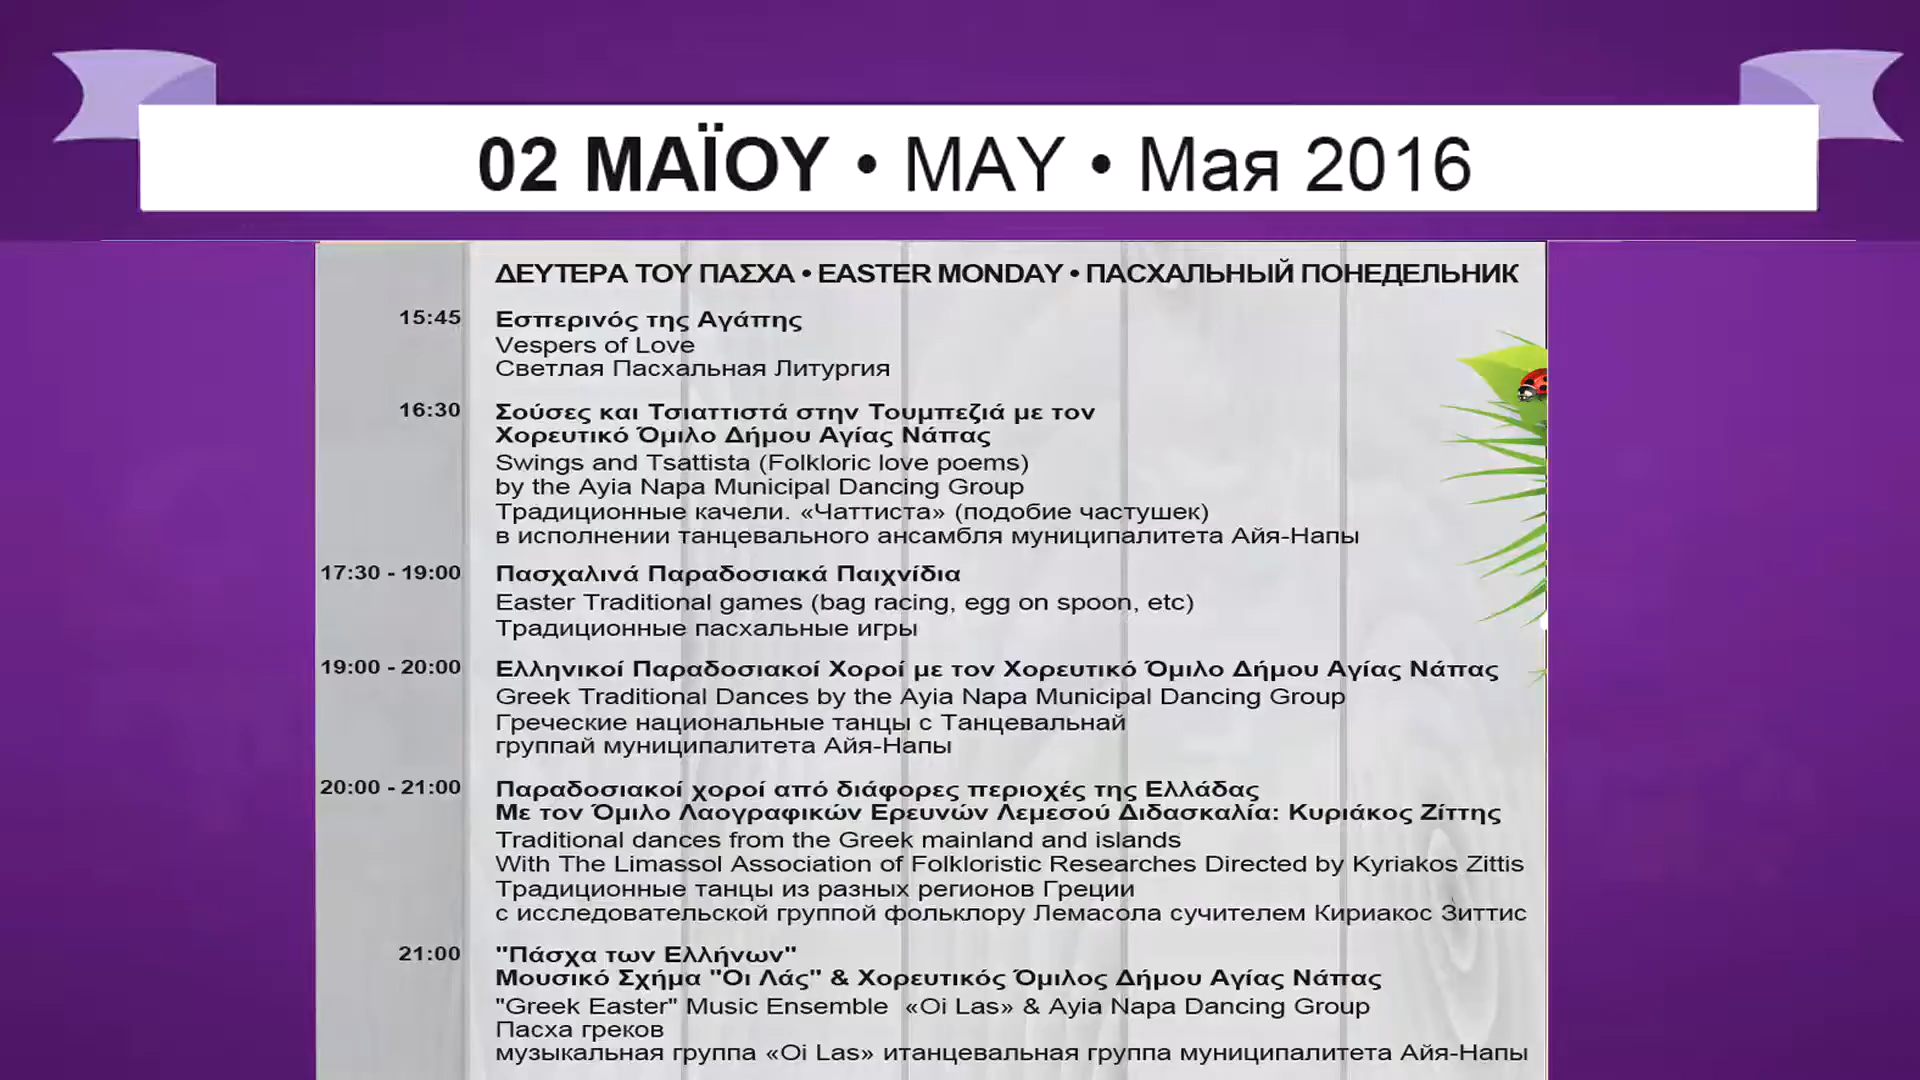 02 ΜΑΪΟΥ • MAY • Мая 2016
ΔΕΥΤΕΡΑ ΤΟΥ ΠΑΣΧΑ • EASTER MONDAY • ПАСХАЛЬНЫЙ ПОНЕДЕЛЬНИК
15:45 Εσπερινός της Αγάπης
Vespers of Love
Светлая Пасхальная Литургия
16:30 Σούσες και Τσιαττιστά στην Τουμπεζιά με τον
Χορευτικό Όμιλο Δήμου Αγίας Νάπας
Swings and Tsattista (Folkloric love poems)
by the Ayia Napa Municipal Dancing Group
Традиционные качели. «Чаттиста» (подобие частушек)
в исполнении танцевального ансамбля муниципалитета Айя-Напы
17:30 - 19:00 Πασχαλινά Παραδοσιακά Παιχνίδια
Easter Traditional games (bag racing, egg on spoon, etc)
Традиционные пасхальные игры
19:00 - 20:00 Ελληνικοί Παραδοσιακοί Χοροί με τον Χορευτικό Όμιλο Δήμου Αγίας Νάπας
Greek Traditional Dances by the Ayia Napa Municipal Dancing Group
Греческие национальные танцы с Танцевальнай
группай муниципалитета Айя-Напы
20:00 - 21:00 Παραδοσιακοί χοροί από διάφορες περιοχές της Ελλάδας
Με τον Όμιλο Λαογραφικών Ερευνών Λεμεσού Διδασκαλία: Κυριάκος Ζίττης
Traditional dances from the Greek mainland and islands
With The Limassol Association of Folkloristic Researches Directed by Kyriakos Zittis
Традиционные танцы из разных регионов Греции
с исследовательской группой фольклору Лемасола сучителем Кириакос Зиттис
21:00 "Πάσχα των Ελλήνων"
Μουσικό Σχήμα "Οι Λάς" & Χορευτικός Όμιλος Δήμου Αγίας Νάπας
"Greek Easter" Music Ensemble «Oi Las» & Ayia Napa Dancing Group
Пасха греков
музыкальная группа «Oi Las» итанцевальная группа муниципалитета Айя-Напы